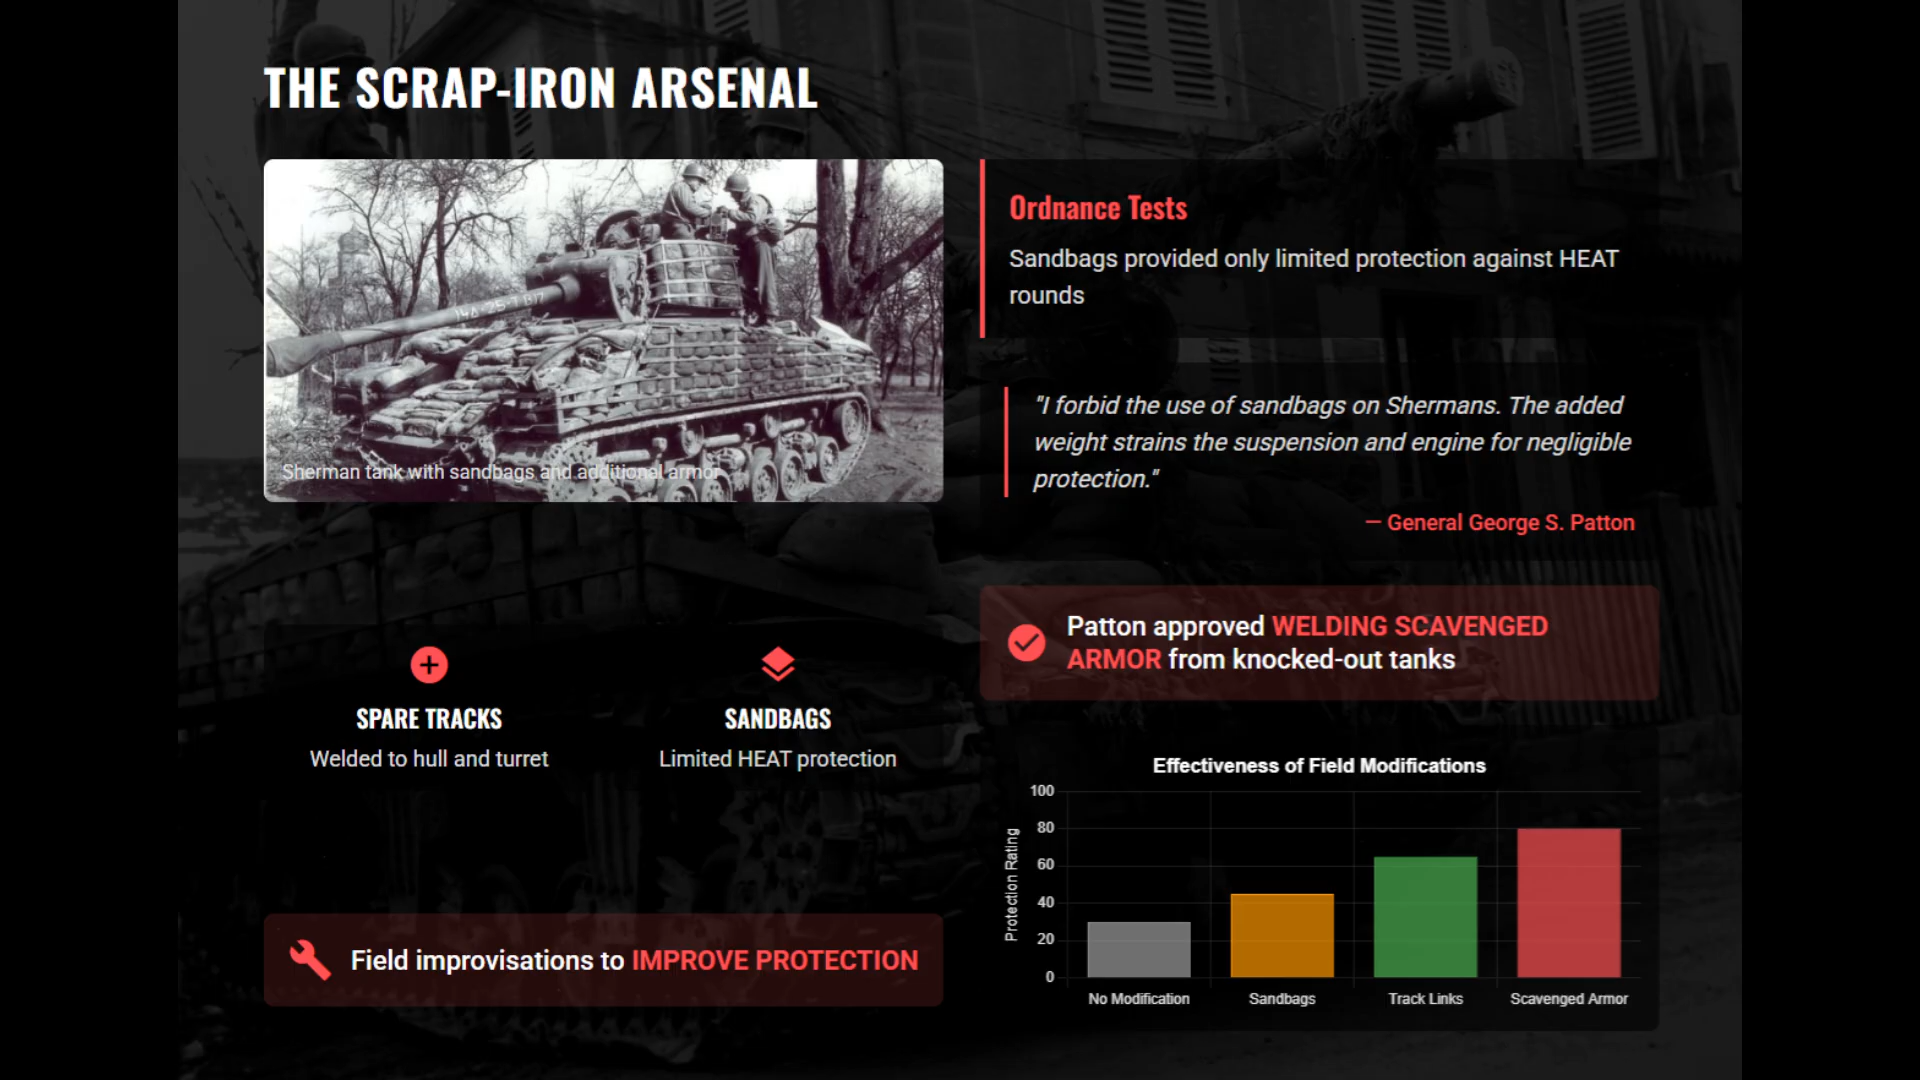 THE SCRAP-IRON ARSENAL
14A-25-7
Sherman tank with sandbags and additional armor
SPARE TRACKS
Welded to hull and turret
SANDBAGS
Limited HEAT protection
Field improvisations to IMPROVE PROTECTION
Ordnance Tests
Sandbags provided only limited protection against HEAT
rounds
"I forbid the use of sandbags on Shermans. The added
weight strains the suspension and engine for negligible
protection."
— General George S. Patton
Patton approved WELDING SCAVENGED
ARMOR from knocked-out tanks
Effectiveness of Field Modifications
Protection Rating
100
80
60
40
20
0
No Modification
Sandbags
Track Links
Scavenged Armor